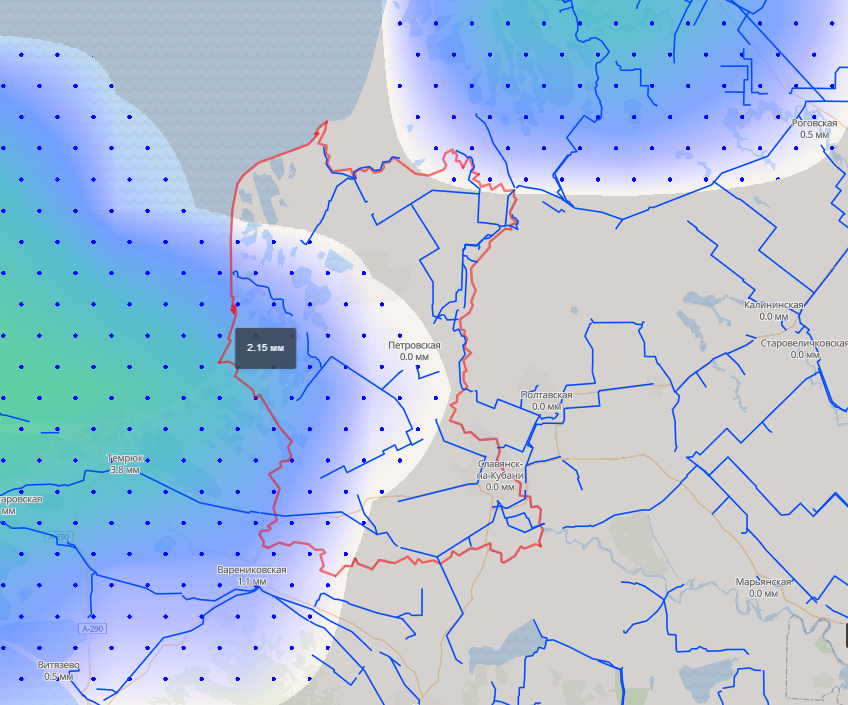 Роговская
0.5 мм
Калининская
0.0 мм
Старовеличковская
0.0 мм
2.15 мм
Петровская
0.0 мм
Полтавская
0.0 мм
Темрюк
3.8 мм
Славянск-
на-Кубани
0.0 мм
таровская
мм
А-290
Варениковская
1.1 мм
Марьянская
0.0 мм
А-290
Витязево
0.5 мм